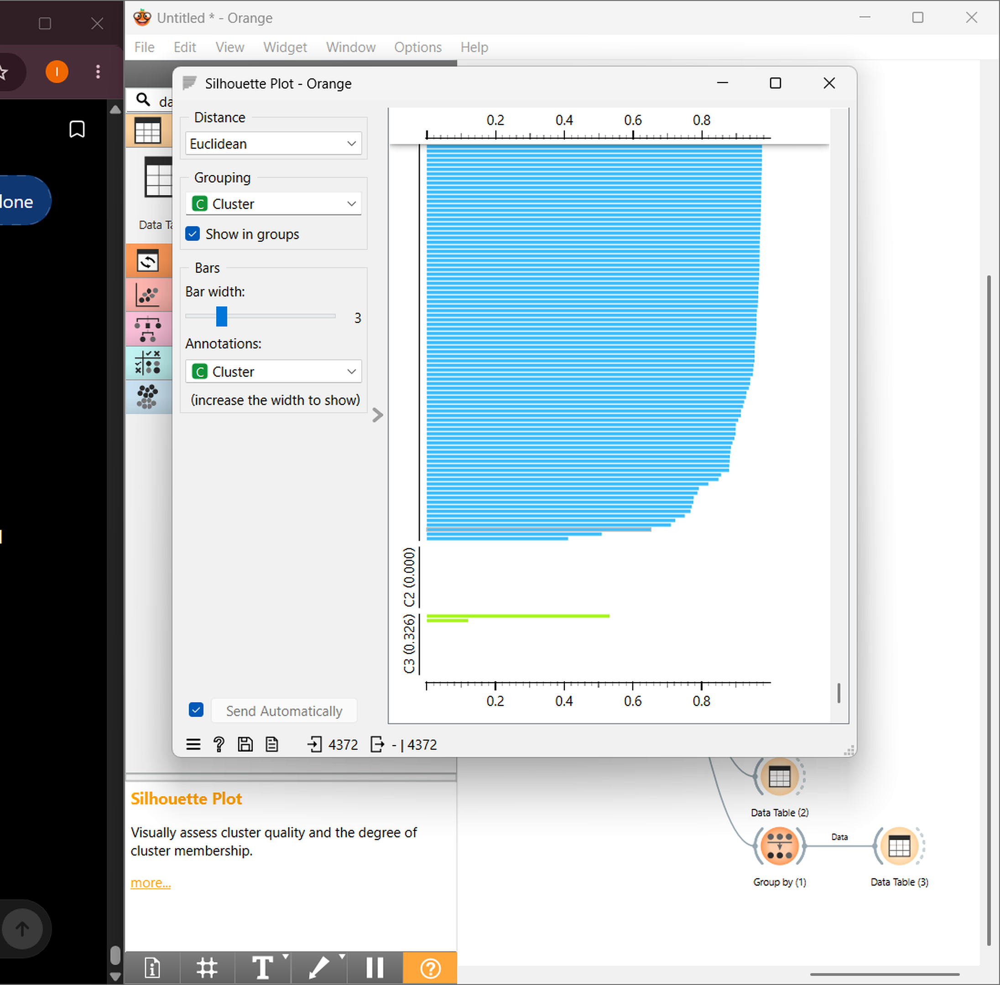 Untitled * - Orange
File Edit View Widget Window Options Help
Silhouette Plot - Orange
da
Distance
Euclidean
Grouping
C Cluster
Show in groups
Bars
Bar width:
3
Annotations:
C Cluster
(increase the width to show)
Send Automatically
4372 - | 4372
0.2 0.4 0.6 0.8
C2 (0.000)
C3 (0.326)
0.2 0.4 0.6 0.8
I
lone
Data Ta
Silhouette Plot
Visually assess cluster quality and the degree of
cluster membership.
more...
Data Table (2)
Data
Group by (1)
Data Table (3)